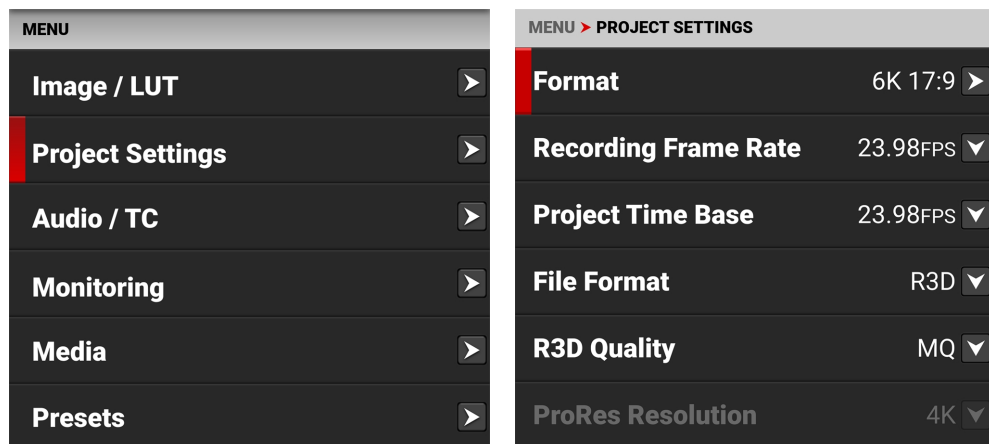 MENU
Image / LUT
Project Settings
Audio / TC
Monitoring
Media
Presets
MENU PROJECT SETTINGS
Format 6K 17:9
Recording Frame Rate 23.98FPS
Project Time Base 23.98FPS
File Format R3D
R3D Quality MQ
ProRes Resolution 4K